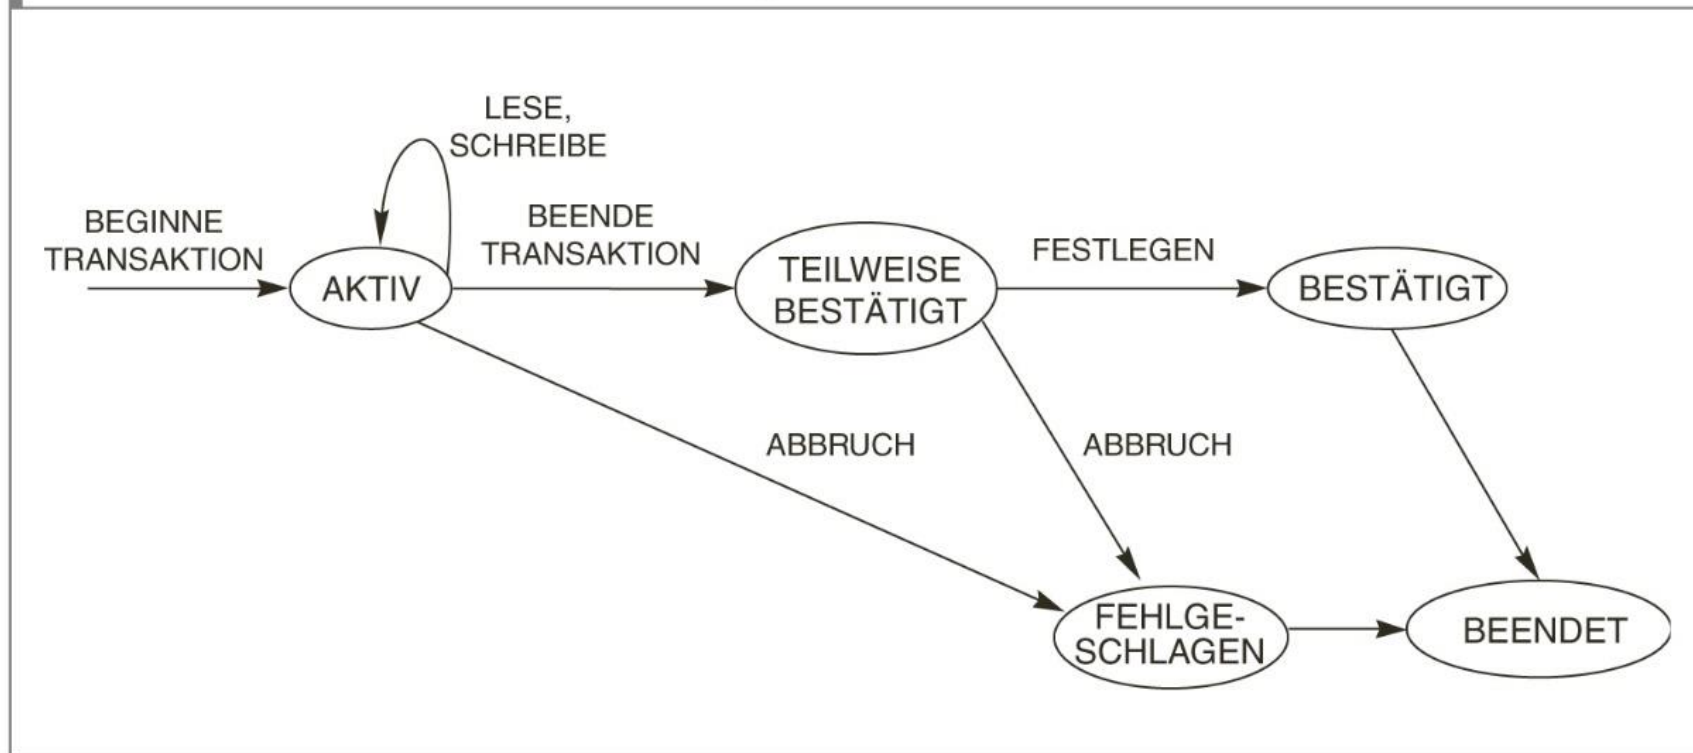 LESE,
SCHREIBE
BEGINNE
TRANSAKTION
BEENDE
TRANSAKTION
AKTIV
TEILWEISE
BESTÄTIGT
FESTLEGEN
BESTÄTIGT
ABBRUCH
ABBRUCH
FEHLGE-
SCHLAGEN
BEENDET